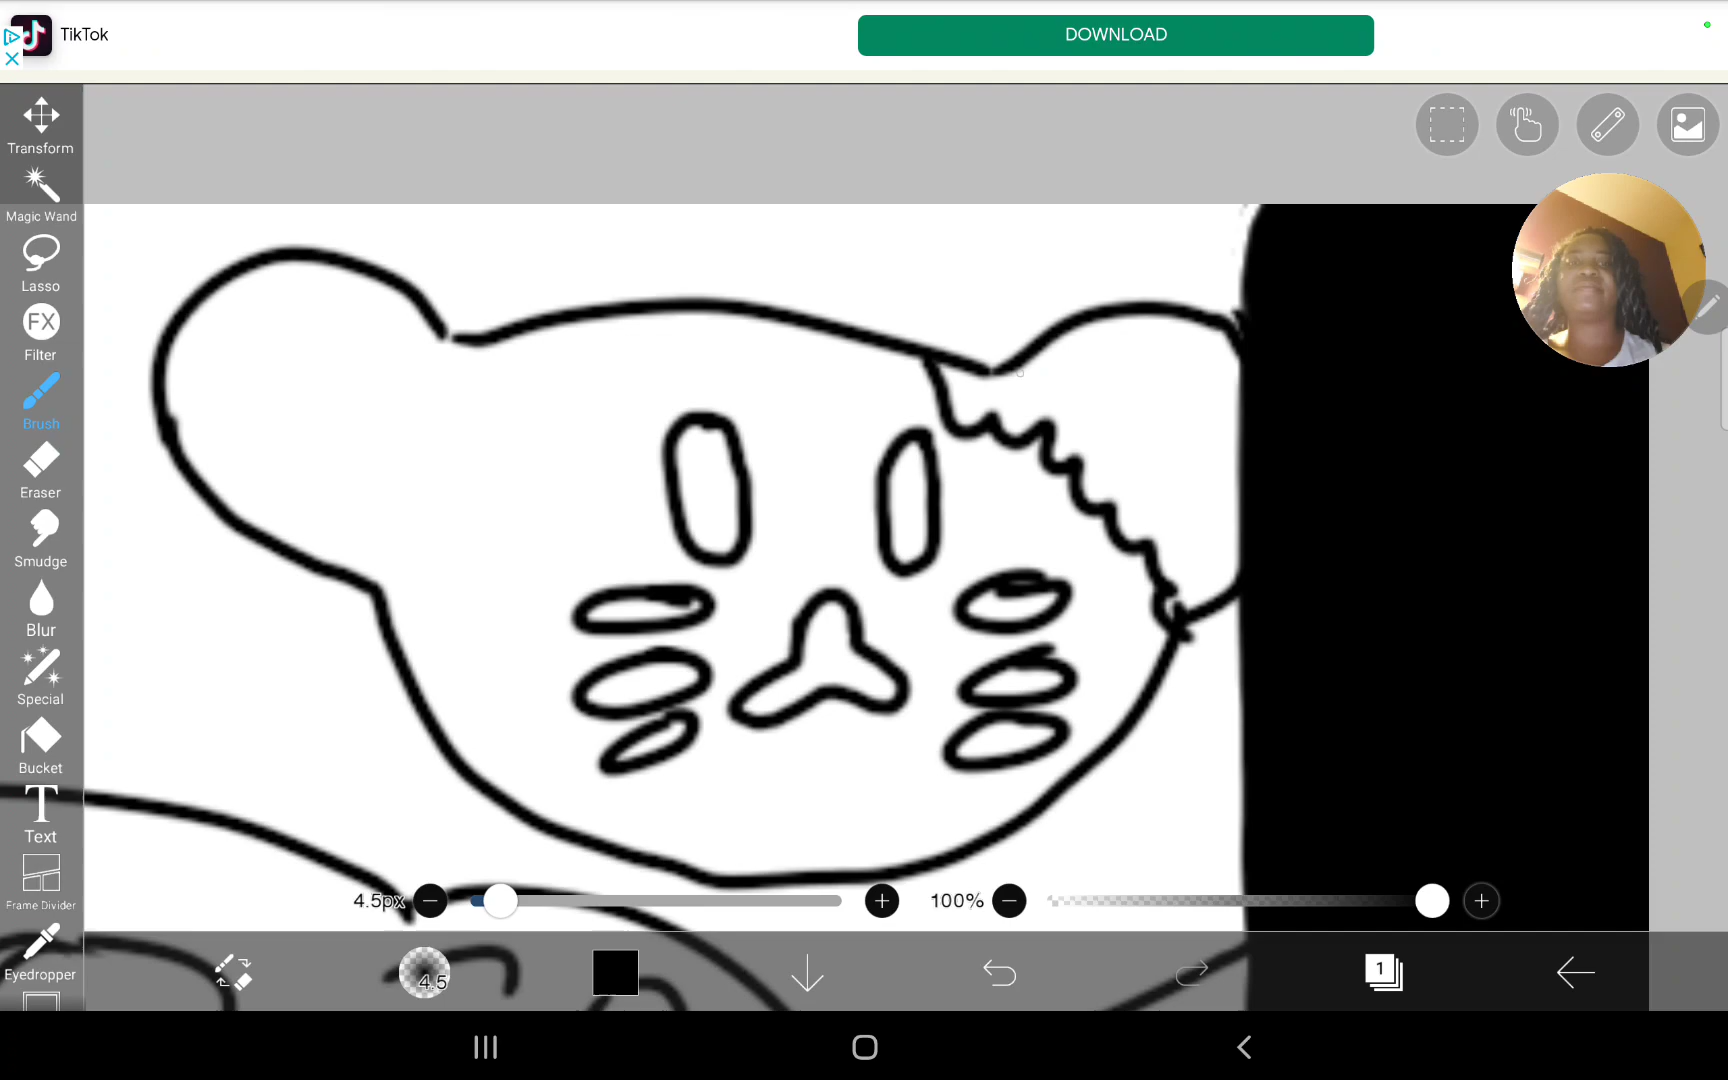 TikTok
DOWNLOAD
Transform
Magic Wand
Lasso
FX
Filter
Brush
Eraser
Smudge
Blur
Special
Bucket
T
Text
Frame Divider
Eyedropper
4.5px
100%
4.5
1